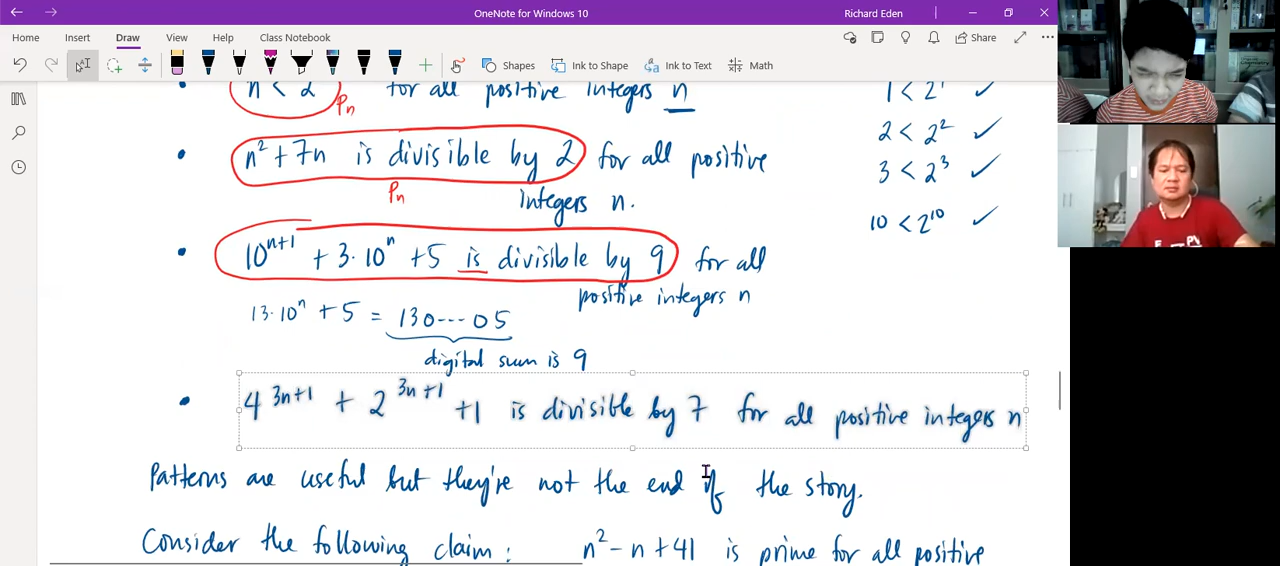 OneNote for Windows 10
Richard Eden
Home Insert Draw View Help Class Notebook
Share
Shapes Ink to Shape Ink to Text Math
n < 2 for all positive integers n
Pn
1 < 2¹ ✓
n² + 7n is divisible by 2 for all positive
2 < 2² ✓
3 < 2³ ✓
Pn
integers n.
10 < 2¹⁰ ✓
10ⁿ⁺¹ + 3·10ⁿ + 5 is divisible by 9 for all
positive integers n
13·10ⁿ + 5 = 130---05
digital sum is 9
4³ⁿ⁺¹ + 2³ⁿ⁺¹ + 1 is divisible by 7 for all positive integers n
Patterns are useful but they're not the end of the story.
Consider the following claim: n² - n + 41 is prime for all positive